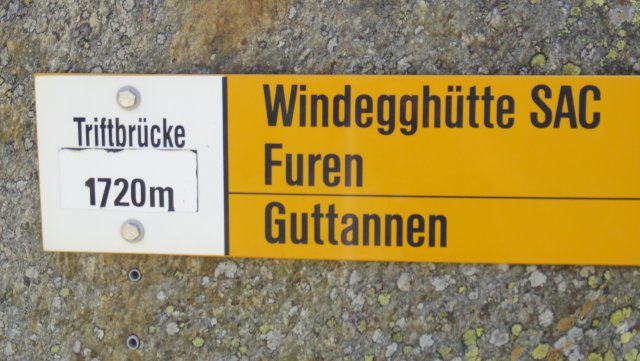 Triftbrücke
1720m
Windegghütte SAC
Furen
Guttannen